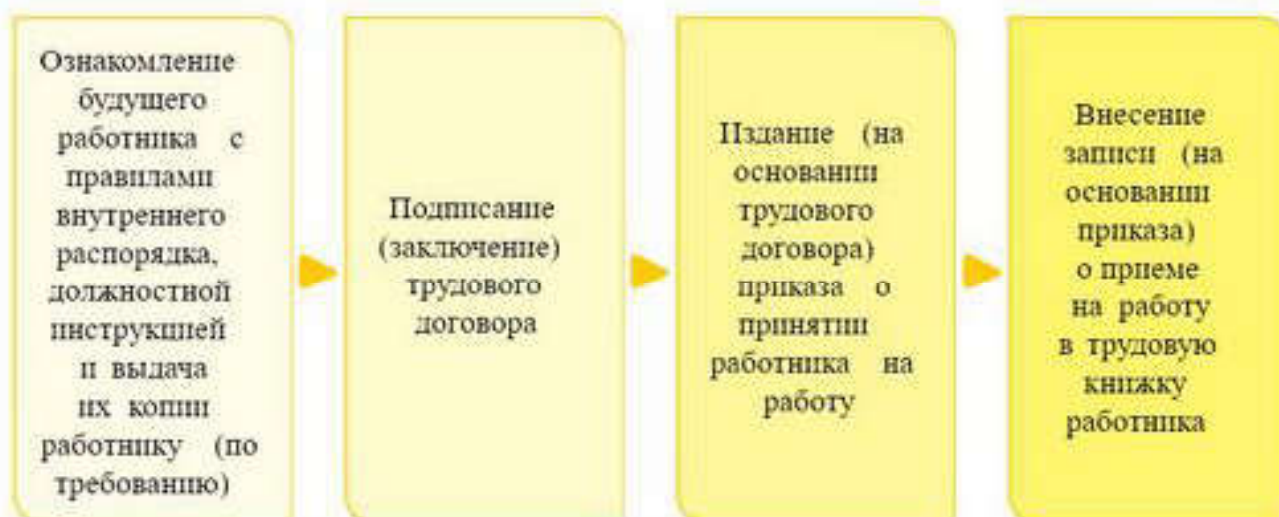 Ознакомление
будущего
работника с
правилами
внутреннего
распорядка,
должностной
инструкцией
и выдача
их копии
работнику (по
требованию)
Подписание
(заключение)
трудового
договора
Издание (на
основании
трудового
договора)
приказа о
принятии
работника на
работу
Внесение
записи (на
основании
приказа)
о приеме
на работу
в трудовую
книжку
работника